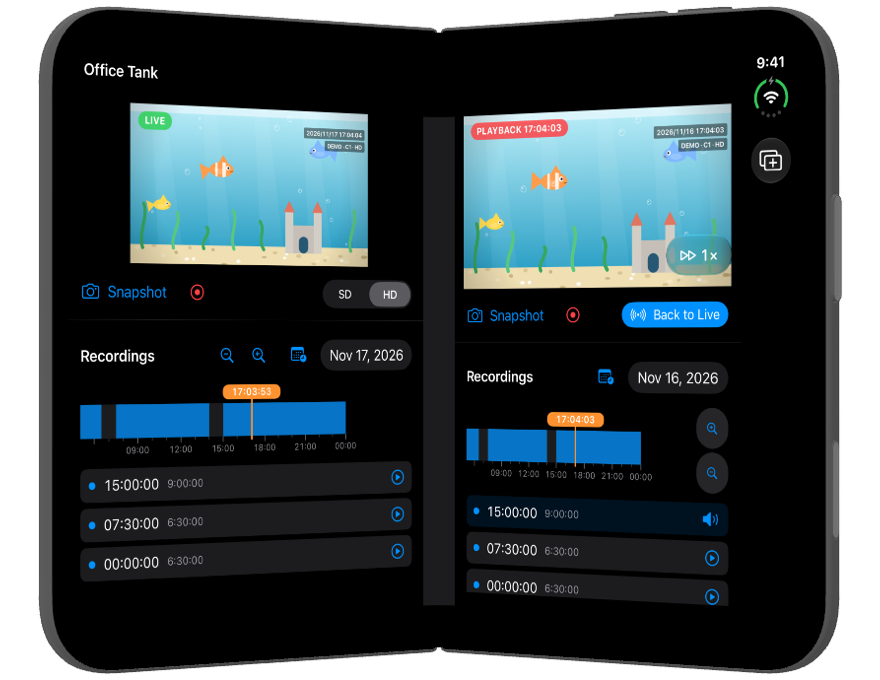 Office Tank
LIVE
2026/11/17 17:04:04
DEMO · C1 · HD
Snapshot
SD
HD
Recordings
Nov 17, 2026
17:03:53
09:00 12:00 15:00 18:00 21:00 00:00
15:00:00 9:00:00
07:30:00 6:30:00
00:00:00 6:30:00
9:41
PLAYBACK 17:04:03
2026/11/16 17:04:03
DEMO · C1 · HD
1×
Snapshot
Back to Live
Recordings
Nov 16, 2026
17:04:03
09:00 12:00 15:00 18:00 21:00 00:00
15:00:00 9:00:00
07:30:00 6:30:00
00:00:00 6:30:00